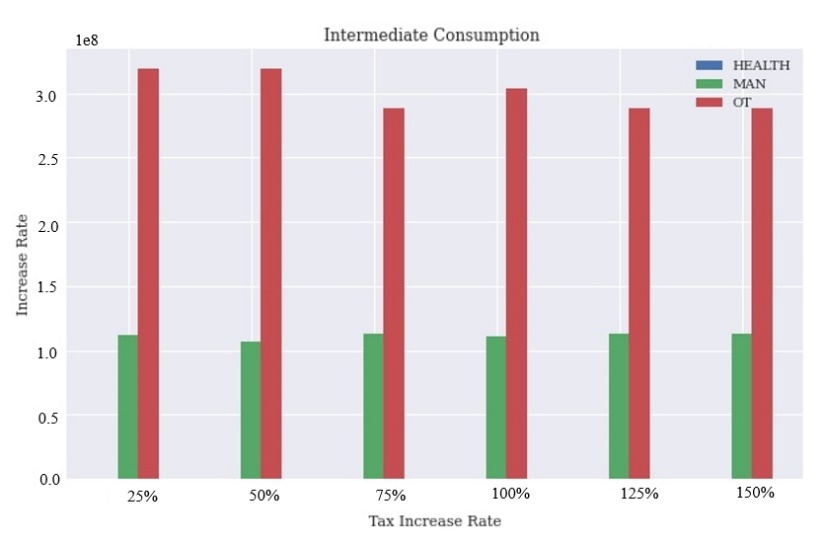 Intermediate Consumption
1e8
HEALTH
MAN
OT
3.0
2.5
2.0
1.5
1.0
0.5
0.0
Increase Rate
25% 50% 75% 100% 125% 150%
Tax Increase Rate